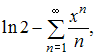 ln 2 − ∑_{n=1}^{∞} x^n/n,